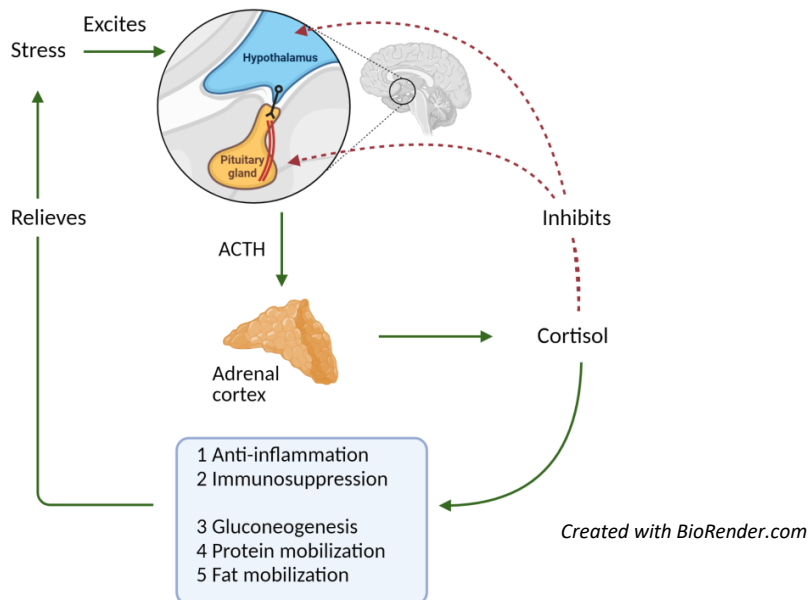 Excites
Stress
Hypothalamus
Pituitary
gland
Relieves
Inhibits
ACTH
Cortisol
Adrenal
cortex
1 Anti-inflammation
2 Immunosuppression
3 Gluconeogenesis
4 Protein mobilization
5 Fat mobilization
Created with BioRender.com